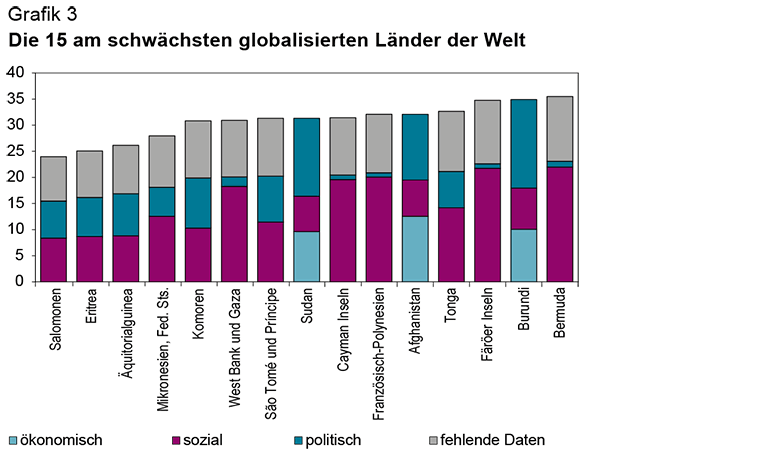 Grafik 3
Die 15 am schwächsten globalisierten Länder der Welt
40
35
30
25
20
15
10
5
0
Salomonen
Eritrea
Äquitorialguinea
Mikronesien, Fed. Sts.
Komoren
West Bank und Gaza
São Tomé und Príncipe
Sudan
Cayman Inseln
Französisch-Polynesien
Afghanistan
Tonga
Färöer Inseln
Burundi
Bermuda
ökonomisch sozial politisch fehlende Daten